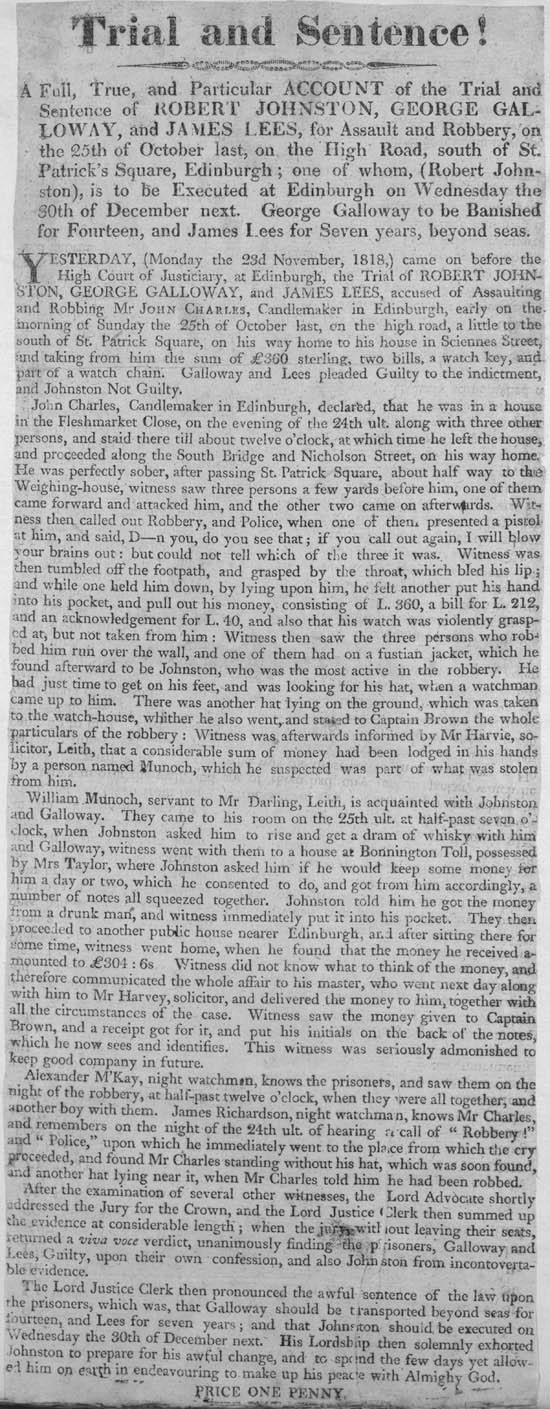 Trial and Sentence!
A Full, True, and Particular ACCOUNT of the Trial and
Sentence of ROBERT JOHNSTON, GEORGE GAL-
LOWAY, and JAMES LEES, for Assault and Robbery, on
the 25th of October last, on the High Road, south of St.
Patrick's Square, Edinburgh; one of whom, (Robert John-
ston), is to be Executed at Edinburgh on Wednesday the
30th of December next. George Galloway to be Banished
for Fourteen, and James Lees for Seven years, beyond seas.
YESTERDAY, (Monday the 23d November, 1818,) came on before the
High Court of Justiciary, at Edinburgh, the Trial of ROBERT JOHN-
STON, GEORGE GALLOWAY, and JAMES LEES, accused of Assaulting
and Robbing Mr JOHN CHARLES, Candlemaker in Edinburgh, early on the
morning of Sunday the 25th of October last, on the high road, a little to the
south of St. Patrick Square, on his way home to his house in Sciennes Street,
and taking from him the sum of £360 sterling, two bills, a watch key, and
part of a watch chain. Galloway and Lees pleaded Guilty to the indictment,
and Johnston Not Guilty.
John Charles, Candlemaker in Edinburgh, declared, that he was in a house
in the Fleshmarket Close, on the evening of the 24th ult. along with three other
persons, and staid there till about twelve o'clock, at which time he left the house,
and proceeded along the South Bridge and Nicholson Street, on his way home.
He was perfectly sober, after passing St. Patrick Square, about half way to the
Weighing-house, witness saw three persons a few yards before him, one of them
came forward and attacked him, and the other two came on afterwards. Wit-
ness then called out Robbery, and Police, when one of them presented a pistol
at him, and said, D—n you, do you see that; if you call out again, I will blow
your brains out: but could not tell which of the three it was. Witness was
then tumbled off the footpath, and grasped by the throat, which bled his lip;
and while one held him down, by lying upon him, he felt another put his hand
into his pocket, and pull out his money, consisting of L. 360, a bill for L. 212,
and an acknowledgement for L. 40, and also that his watch was violently grasp-
ed at, but not taken from him: Witness then saw the three persons who rob-
bed him run over the wall, and one of them had on a fustian jacket, which he
found afterward to be Johnston, who was the most active in the robbery. He
had just time to get on his feet, and was looking for his hat, when a watchman
came up to him. There was another hat lying on the ground, which was taken
to the watch-house, whither he also went, and stated to Captain Brown the whole
particulars of the robbery: Witness was afterwards informed by Mr Harvie, so-
licitor, Leith, that a considerable sum of money had been lodged in his hands
by a person named Munoch, which he suspected was part of what was stolen
from him.
William Munoch, servant to Mr Darling, Leith, is acquainted with Johnston
and Galloway. They came to his room on the 25th ult. at half-past seven o'-
clock, when Johnston asked him to rise and get a dram of whisky with him
and Galloway, witness went with them to a house at Bonnington Toll, possessed
by Mrs Taylor, where Johnston asked him if he would keep some money for
him a day or two, which he consented to do, and got from him accordingly, a
number of notes all squeezed together. Johnston told him he got the money
from a drunk man, and witness immediately put it into his pocket. They then
proceeded to another public house nearer Edinburgh, and after sitting there for
some time, witness went home, when he found that the money he received a-
mounted to £304 : 6s. Witness did not know what to think of the money, and
therefore communicated the whole affair to his master, who went next day along
with him to Mr Harvey, solicitor, and delivered the money to him, together with
all the circumstances of the case. Witness saw the money given to Captain
Brown, and a receipt got for it, and put his initials on the back of the notes,
which he now sees and identifies. This witness was seriously admonished to
keep good company in future.
Alexander M'Kay, night watchman, knows the prisoners, and saw them on the
night of the robbery, at half-past twelve o'clock, when they were all together, and
another boy with them. James Richardson, night watchman, knows Mr Charles,
and remembers on the night of the 24th ult. of hearing a call of "Robbery!"
and "Police," upon which he immediately went to the place from which the cry
proceeded, and found Mr Charles standing without his hat, which was soon found,
and another hat lying near it, when Mr Charles told him he had been robbed.
After the examination of several other witnesses, the Lord Advocate shortly
addressed the Jury for the Crown, and the Lord Justice Clerk then summed up
the evidence at considerable length; when the jury, without leaving their seats,
returned a viva voce verdict, unanimously finding the prisoners, Galloway and
Lees, Guilty, upon their own confession, and also Johnston from incontoverta-
ble evidence.
The Lord Justice Clerk then pronounced the awful sentence of the law upon
the prisoners, which was, that Galloway should be transported beyond seas for
fourteen, and Lees for seven years; and that Johnston should be executed on
Wednesday the 30th of December next. His Lordship then solemnly exhorted
Johnston to prepare for his awful change, and to spend the few days yet allow-
ed him on earth in endeavouring to make up his peace with Almighy God.
PRICE ONE PENNY.